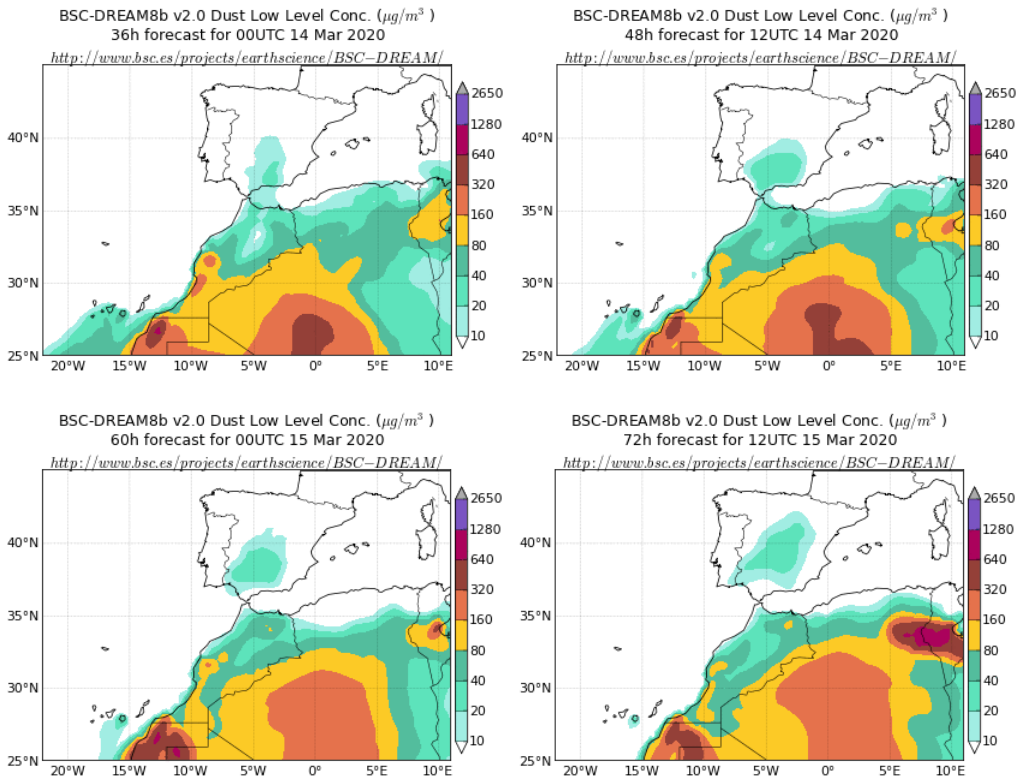 BSC-DREAM8b v2.0 Dust Low Level Conc. (μg/m³ )
36h forecast for 00UTC 14 Mar 2020
http://www.bsc.es/projects/earthscience/BSC−DREAM/
2650
1280
640
320
160
80
40
20
10
40°N
35°N
30°N
25°N
20°W 15°W 10°W 5°W 0° 5°E 10°E
BSC-DREAM8b v2.0 Dust Low Level Conc. (μg/m³ )
48h forecast for 12UTC 14 Mar 2020
http://www.bsc.es/projects/earthscience/BSC−DREAM/
2650
1280
640
320
160
80
40
20
10
40°N
35°N
30°N
25°N
20°W 15°W 10°W 5°W 0° 5°E 10°E
BSC-DREAM8b v2.0 Dust Low Level Conc. (μg/m³ )
60h forecast for 00UTC 15 Mar 2020
http://www.bsc.es/projects/earthscience/BSC−DREAM/
2650
1280
640
320
160
80
40
20
10
40°N
35°N
30°N
25°N
20°W 15°W 10°W 5°W 0° 5°E 10°E
BSC-DREAM8b v2.0 Dust Low Level Conc. (μg/m³ )
72h forecast for 12UTC 15 Mar 2020
http://www.bsc.es/projects/earthscience/BSC−DREAM/
2650
1280
640
320
160
80
40
20
10
40°N
35°N
30°N
25°N
20°W 15°W 10°W 5°W 0° 5°E 10°E